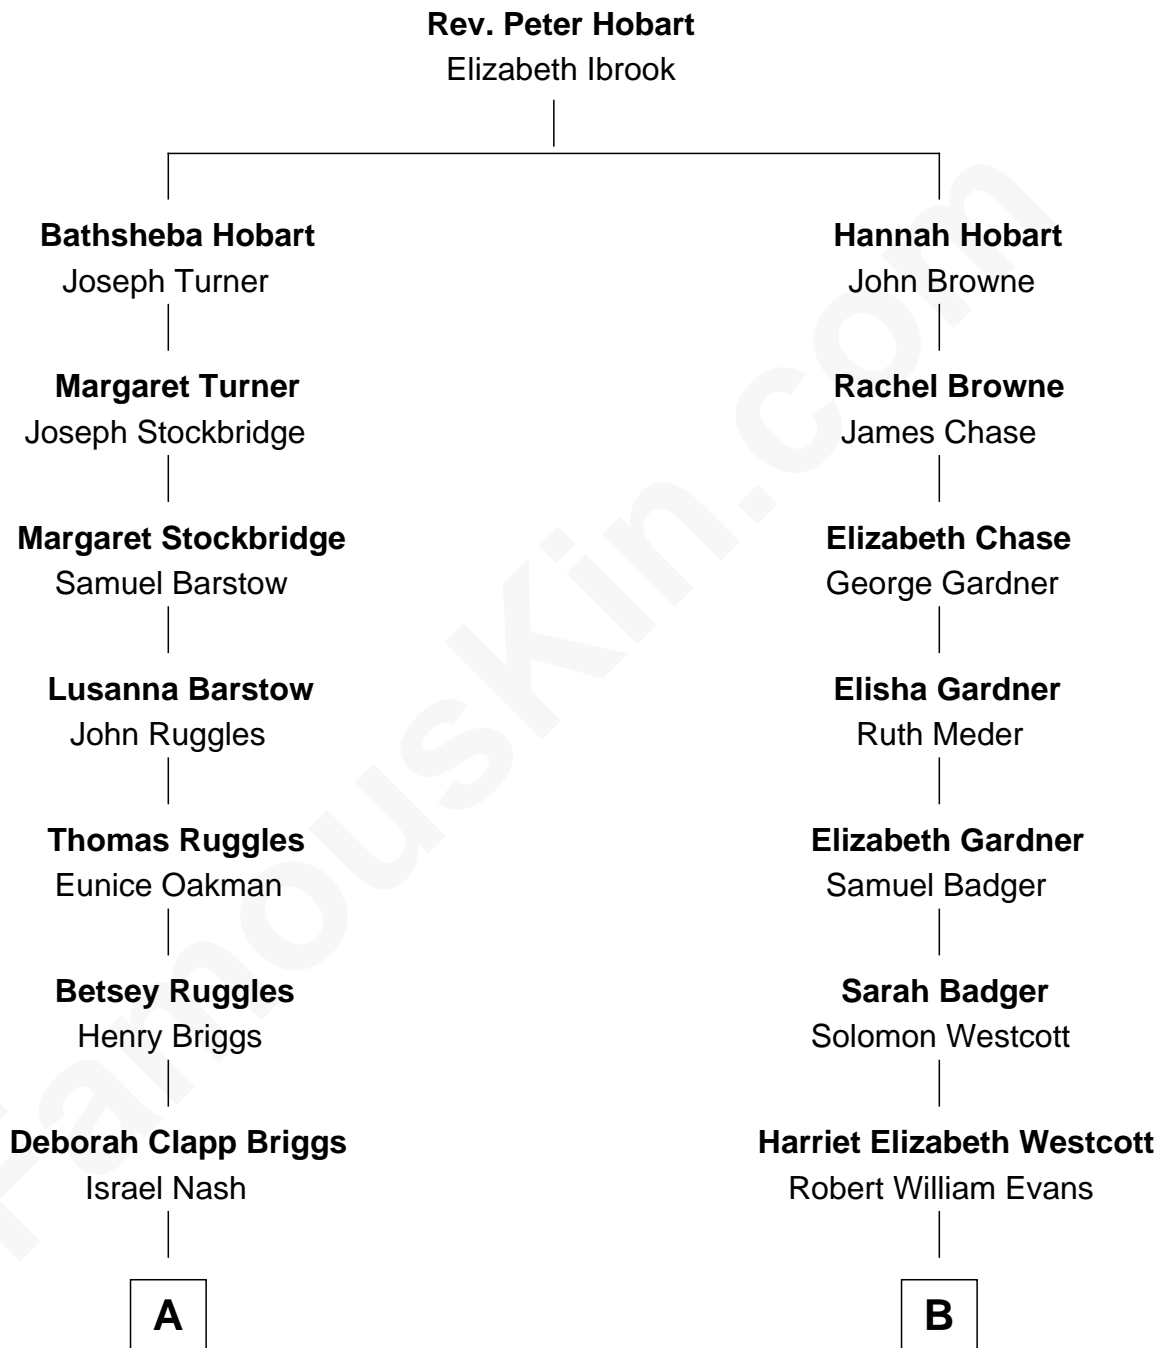 Rev. Peter Hobart
Elizabeth Ibrook
Bathsheba Hobart
Joseph Turner
Hannah Hobart
John Browne
Margaret Turner
Joseph Stockbridge
Rachel Browne
James Chase
Margaret Stockbridge
Samuel Barstow
Elizabeth Chase
George Gardner
Lusanna Barstow
John Ruggles
Elisha Gardner
Ruth Meder
Thomas Ruggles
Eunice Oakman
Elizabeth Gardner
Samuel Badger
Betsey Ruggles
Henry Briggs
Sarah Badger
Solomon Westcott
Deborah Clapp Briggs
Israel Nash
Harriet Elizabeth Westcott
Robert William Evans
A
B
FamousKin.com